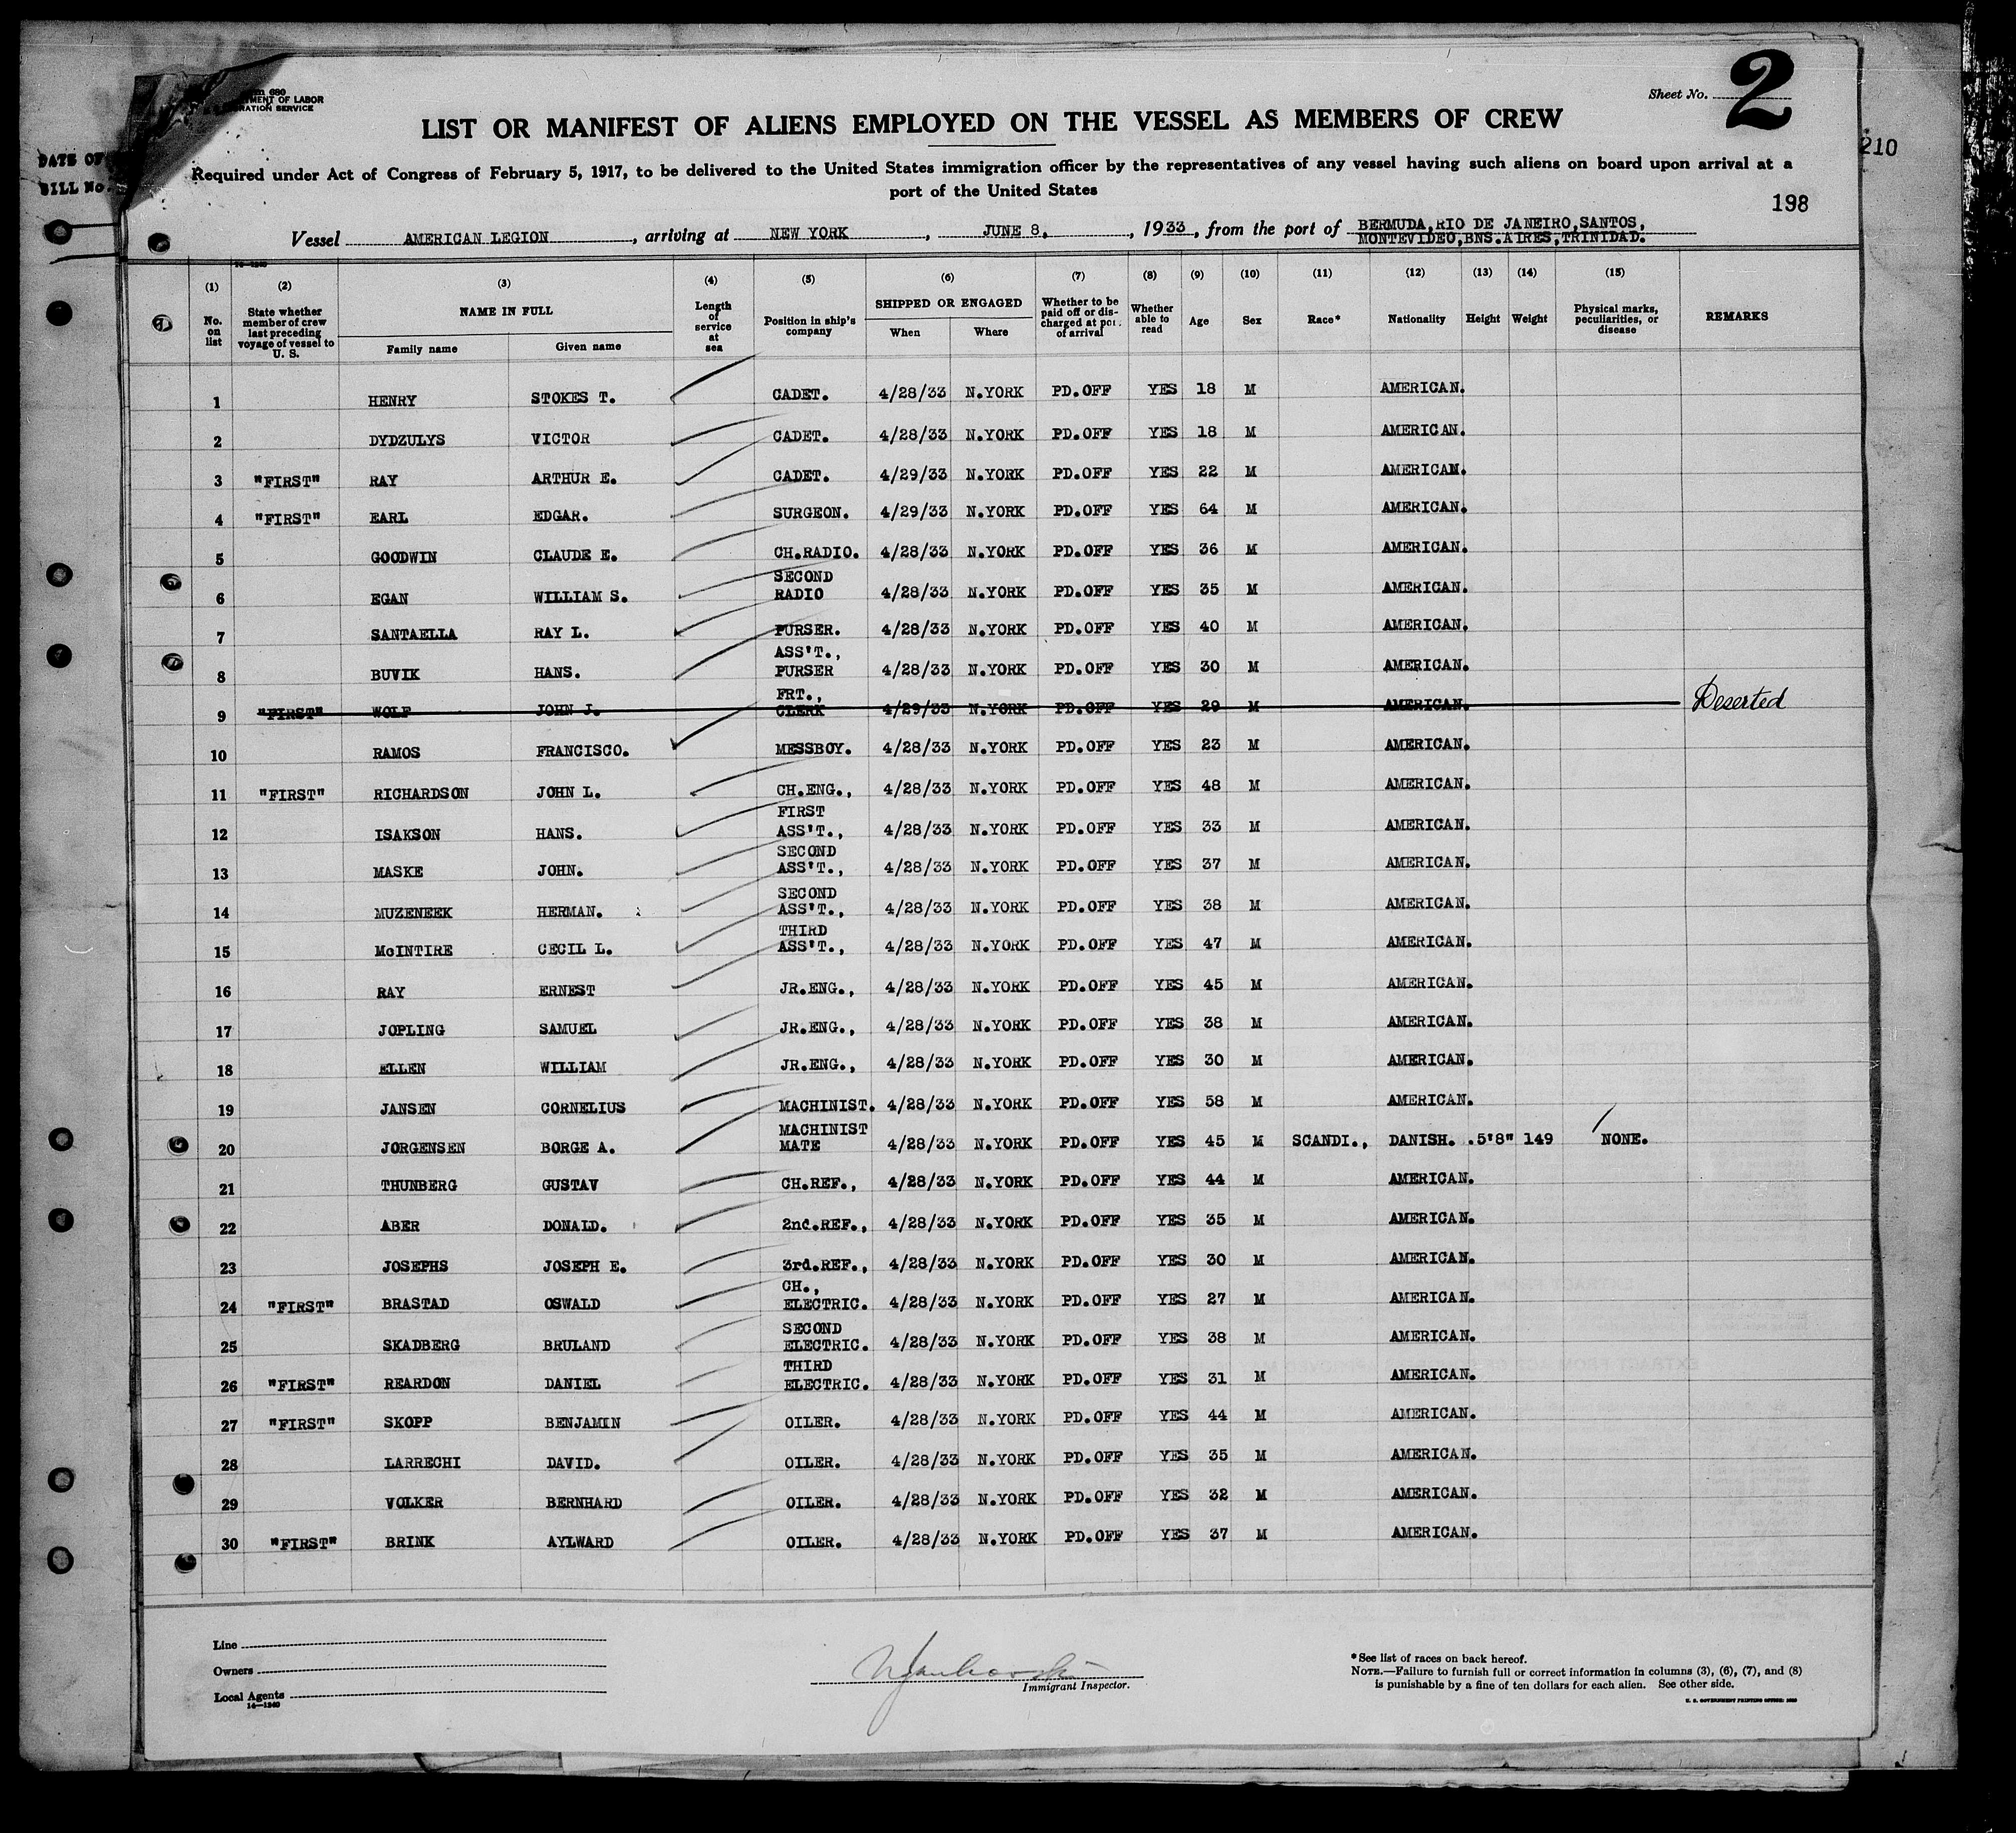 Sheet No. 2
rm 680
TMENT OF LABOR
GRATION SERVICE
LIST OR MANIFEST OF ALIENS EMPLOYED ON THE VESSEL AS MEMBERS OF CREW
DATE OF
BILL No.
210
Required under Act of Congress of February 5, 1917, to be delivered to the United States immigration officer by the representatives of any vessel having such aliens on board upon arrival at a
port of the United States
198
Vessel AMERICAN LEGION, arriving at NEW YORK, JUNE 8, 1933, from the port of BERMUDA, RIO DE JANEIRO, SANTOS,
MONTEVIDEO, BNS. AIRES, TRINIDAD.
(1) No. on list (2) State whether member of crew last preceding voyage of vessel to U. S. (3) NAME IN FULL Family name Given name (4) Length of service at sea (5) Position in ship's company (6) SHIPPED OR ENGAGED When Where (7) Whether to be paid off or discharged at port of arrival (8) Whether able to read (9) Age (10) Sex (11) Race* (12) Nationality (13) Height (14) Weight (15) Physical marks, peculiarities, or disease REMARKS
1 HENRY STOKES T. CADET. 4/28/33 N.YORK PD.OFF YES 18 M AMERICAN.
2 DYDZULYS VICTOR CADET. 4/28/33 N.YORK PD.OFF YES 18 M AMERICAN.
3 "FIRST" RAY ARTHUR E. CADET. 4/29/33 N.YORK PD.OFF YES 22 M AMERICAN.
4 "FIRST" EARL EDGAR. SURGEON. 4/29/33 N.YORK PD.OFF YES 64 M AMERICAN.
5 GOODWIN CLAUDE E. CH.RADIO. 4/28/33 N.YORK PD.OFF YES 36 M AMERICAN.
6 EGAN WILLIAM S. SECOND RADIO 4/28/33 N.YORK PD.OFF YES 35 M AMERICAN.
7 SANTAELLA RAY L. PURSER. 4/28/33 N.YORK PD.OFF YES 40 M AMERICAN.
8 BUVIK HANS. ASS'T., PURSER 4/28/33 N.YORK PD.OFF YES 30 M AMERICAN.
9 "FIRST" WOLF JOHN J. FRT., CLERK 4/29/33 N.YORK PD.OFF YES 29 M AMERICAN. Deserted
10 RAMOS FRANCISCO. MESSBOY. 4/28/33 N.YORK PD.OFF YES 23 M AMERICAN.
11 "FIRST" RICHARDSON JOHN L. CH.ENG., 4/28/33 N.YORK PD.OFF YES 48 M AMERICAN.
12 ISAKSON HANS. FIRST ASS'T., 4/28/33 N.YORK PD.OFF YES 33 M AMERICAN.
13 MASKE JOHN. SECOND ASS'T., 4/28/33 N.YORK PD.OFF YES 37 M AMERICAN.
14 MUZENEEK HERMAN. SECOND ASS'T., 4/28/33 N.YORK PD.OFF YES 38 M AMERICAN.
15 McINTIRE CECIL L. THIRD ASS'T., 4/28/33 N.YORK PD.OFF YES 47 M AMERICAN.
16 RAY ERNEST JR.ENG., 4/28/33 N.YORK PD.OFF YES 45 M AMERICAN.
17 JOPLING SAMUEL JR.ENG., 4/28/33 N.YORK PD.OFF YES 38 M AMERICAN.
18 ELLEN WILLIAM JR.ENG., 4/28/33 N.YORK PD.OFF YES 30 M AMERICAN.
19 JANSEN CORNELIUS MACHINIST. 4/28/33 N.YORK PD.OFF YES 58 M AMERICAN.
20 JORGENSEN BORGE A. MACHINIST MATE 4/28/33 N.YORK PD.OFF YES 45 M SCANDI., DANISH. 5'8" 149 NONE.
21 THUNBERG GUSTAV CH.REF., 4/28/33 N.YORK PD.OFF YES 44 M AMERICAN.
22 ABER DONALD. 2nd.REF., 4/28/33 N.YORK PD.OFF YES 35 M AMERICAN.
23 JOSEPHS JOSEPH E. 3rd.REF., 4/28/33 N.YORK PD.OFF YES 30 M AMERICAN.
24 "FIRST" BRASTAD OSWALD CH., ELECTRIC. 4/28/33 N.YORK PD.OFF YES 27 M AMERICAN.
25 SKADBERG BRULAND SECOND ELECTRIC. 4/28/33 N.YORK PD.OFF YES 38 M AMERICAN.
26 "FIRST" REARDON DANIEL THIRD ELECTRIC. 4/28/33 N.YORK PD.OFF YES 31 M AMERICAN.
27 "FIRST" SKOPP BENJAMIN OILER. 4/28/33 N.YORK PD.OFF YES 44 M AMERICAN.
28 LARRECHI DAVID. OILER. 4/28/33 N.YORK PD.OFF YES 35 M AMERICAN.
29 VOLKER BERNHARD OILER. 4/28/33 N.YORK PD.OFF YES 32 M AMERICAN.
30 "FIRST" BRINK AYLWARD OILER. 4/28/33 N.YORK PD.OFF YES 37 M AMERICAN.
Line
Owners
Local Agents
14—1240
Immigrant Inspector.
*See list of races on back hereof.
NOTE.—Failure to furnish full or correct information in columns (3), (6), (7), and (8)
is punishable by a fine of ten dollars for each alien. See other side.
U. S. GOVERNMENT PRINTING OFFICE: